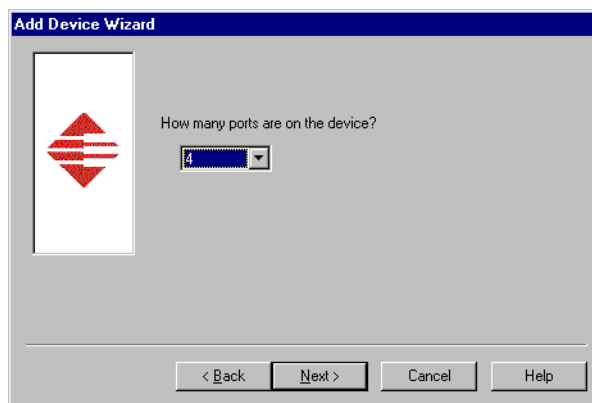 Add Device Wizard
How many ports are on the device?
4
< Back Next > Cancel Help